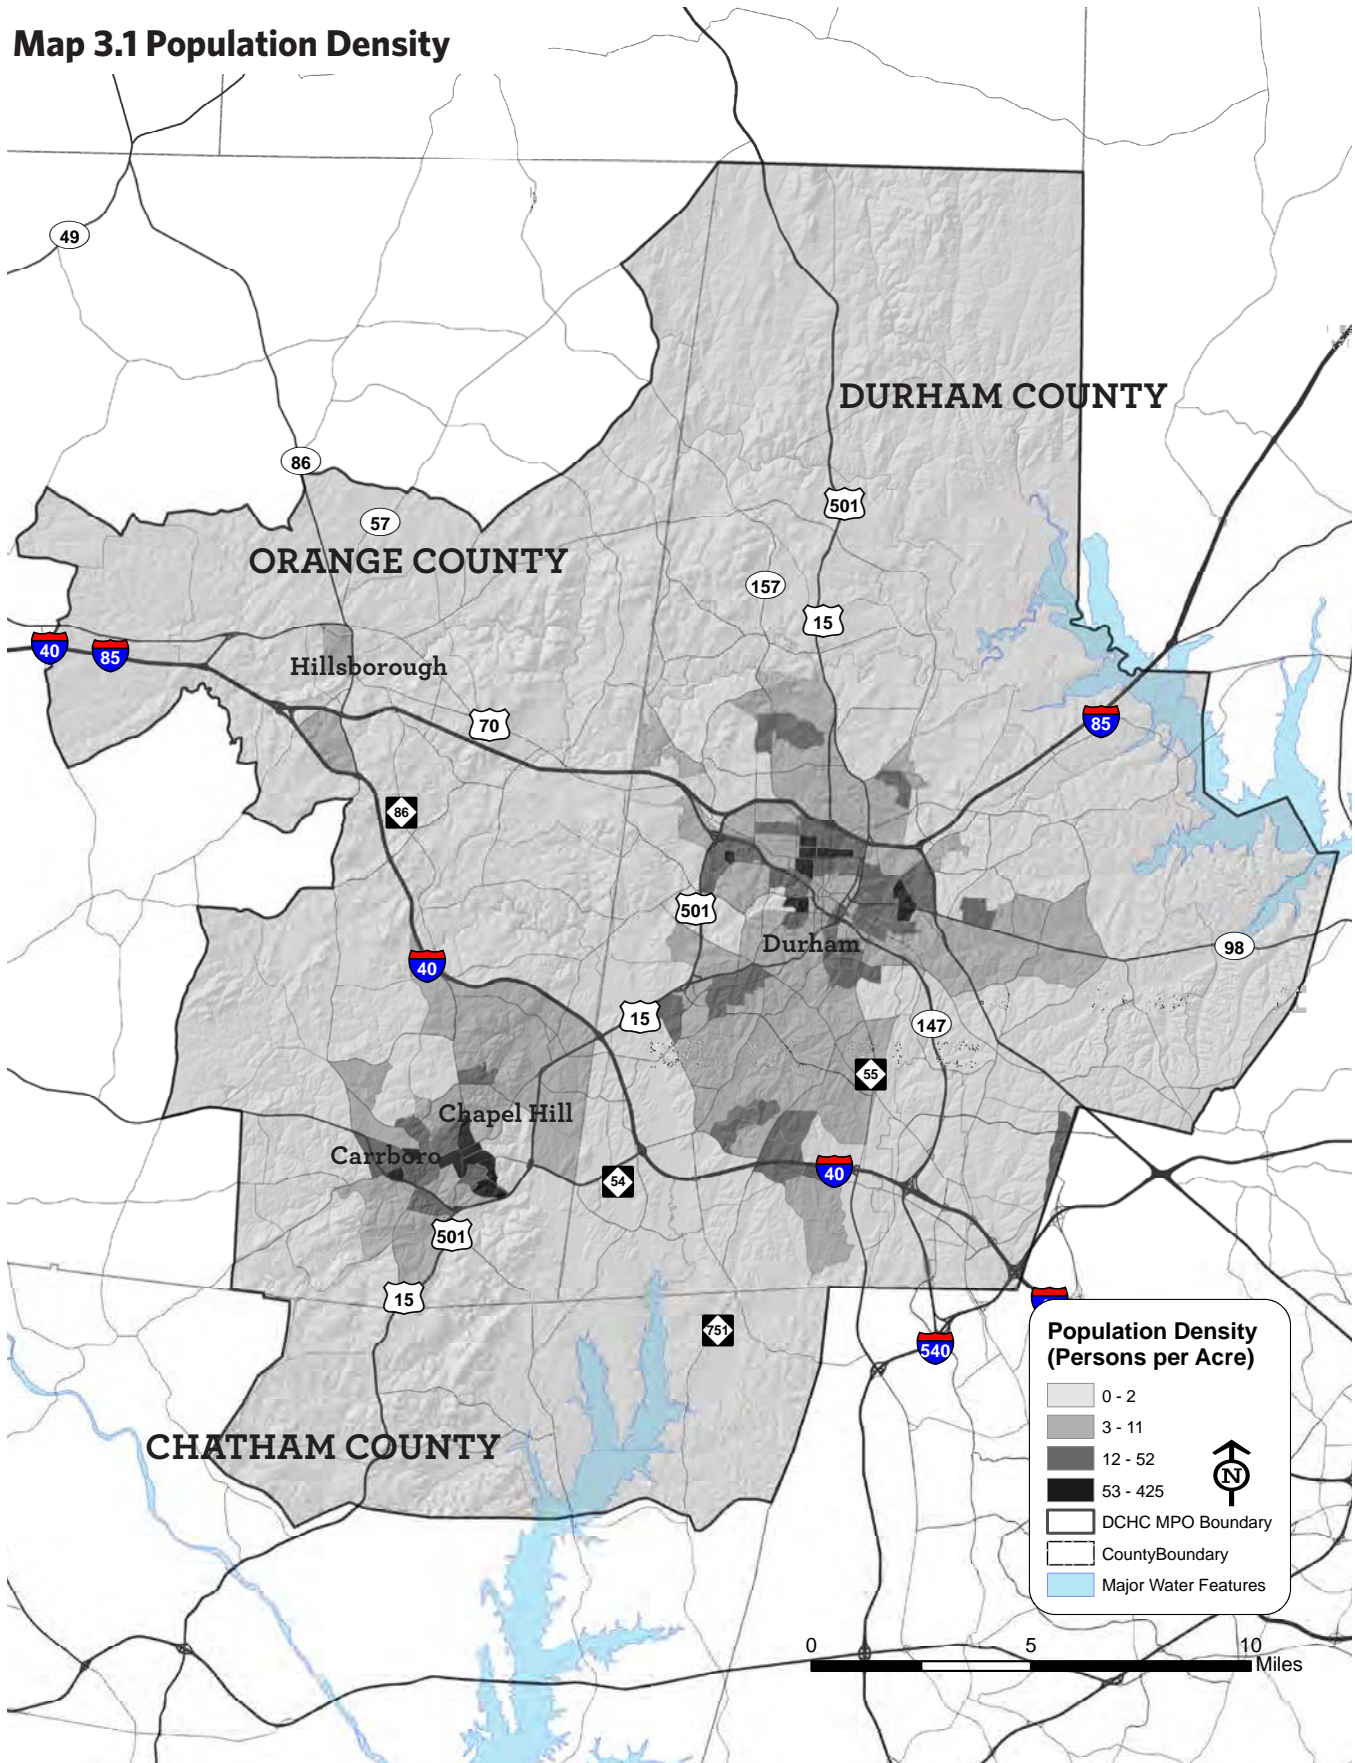 Map 3.1 Population Density
49
DURHAM COUNTY
86
501
57
ORANGE COUNTY
157
15
40
85
Hillsborough
70
85
86
501
Durham
98
40
15
147
55
Chapel Hill
Carrboro
54
40
501
15
751
540
Population Density
(Persons per Acre)
0 - 2
3 - 11
12 - 52
53 - 425
N
DCHC MPO Boundary
CountyBoundary
Major Water Features
CHATHAM COUNTY
0 5 10
Miles